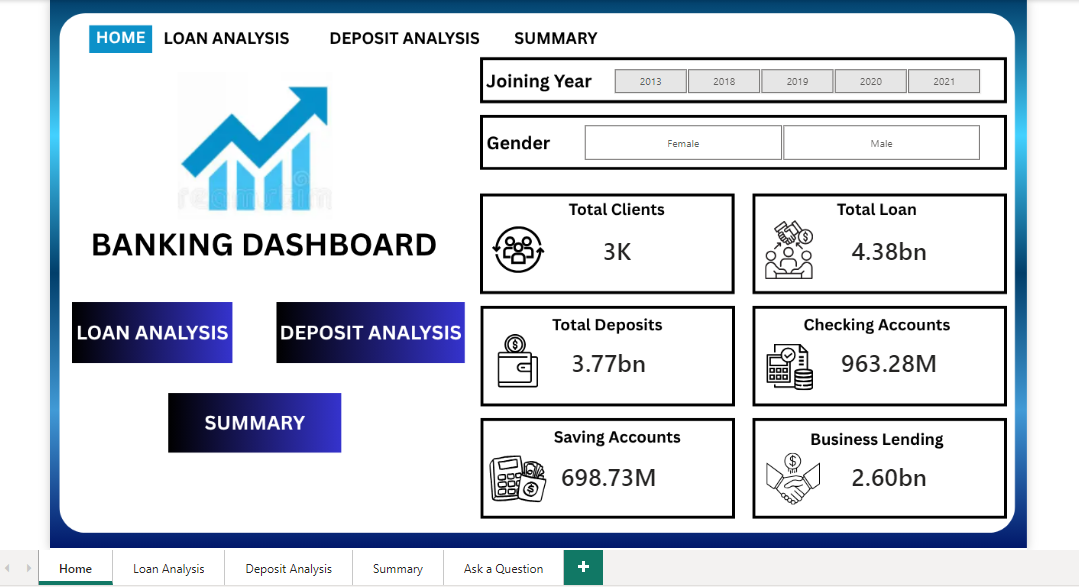 HOME LOAN ANALYSIS DEPOSIT ANALYSIS SUMMARY
Joining Year 2013 2018 2019 2020 2021
Gender Female Male
BANKING DASHBOARD
LOAN ANALYSIS DEPOSIT ANALYSIS
SUMMARY
Total Clients
3K
Total Loan
4.38bn
Total Deposits
3.77bn
Checking Accounts
963.28M
Saving Accounts
698.73M
Business Lending
2.60bn
Home Loan Analysis Deposit Analysis Summary Ask a Question +